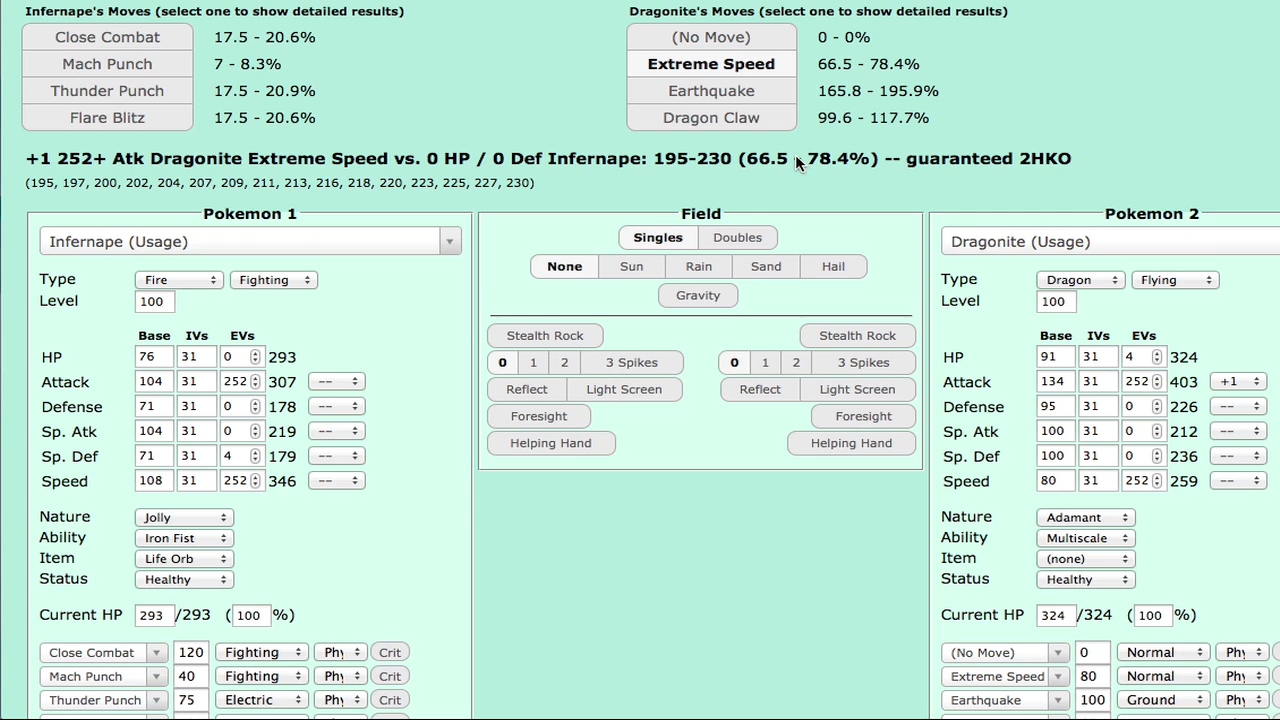 Infernape's Moves (select one to show detailed results) Dragonite's Moves (select one to show detailed results)
Close Combat 17.5 - 20.6% (No Move) 0 - 0%
Mach Punch 7 - 8.3% Extreme Speed 66.5 - 78.4%
Thunder Punch 17.5 - 20.9% Earthquake 165.8 - 195.9%
Flare Blitz 17.5 - 20.6% Dragon Claw 99.6 - 117.7%
+1 252+ Atk Dragonite Extreme Speed vs. 0 HP / 0 Def Infernape: 195-230 (66.5 - 78.4%) -- guaranteed 2HKO
(195, 197, 200, 202, 204, 207, 209, 211, 213, 216, 218, 220, 223, 225, 227, 230)
Pokemon 1 Field Pokemon 2
Infernape (Usage) Singles Doubles Dragonite (Usage)
None Sun Rain Sand Hail
Type Fire Fighting Type Dragon Flying
Level 100 Gravity Level 100
Base IVs EVs Stealth Rock Stealth Rock Base IVs EVs
HP 76 31 0 293 0 1 2 3 Spikes 0 1 2 3 Spikes HP 91 31 4 324
Attack 104 31 252 307 -- Reflect Light Screen Reflect Light Screen Attack 134 31 252 403 +1
Defense 71 31 0 178 -- Foresight Foresight Defense 95 31 0 226 --
Sp. Atk 104 31 0 219 -- Helping Hand Helping Hand Sp. Atk 100 31 0 212 --
Sp. Def 71 31 4 179 -- Sp. Def 100 31 0 236 --
Speed 108 31 252 346 -- Speed 80 31 252 259 --
Nature Jolly Nature Adamant
Ability Iron Fist Ability Multiscale
Item Life Orb Item (none)
Status Healthy Status Healthy
Current HP 293/293 (100 %) Current HP 324/324 (100 %)
Close Combat 120 Fighting Phy Crit (No Move) 0 Normal Phy
Mach Punch 40 Fighting Phy Crit Extreme Speed 80 Normal Phy
Thunder Punch 75 Electric Phy Crit Earthquake 100 Ground Phy